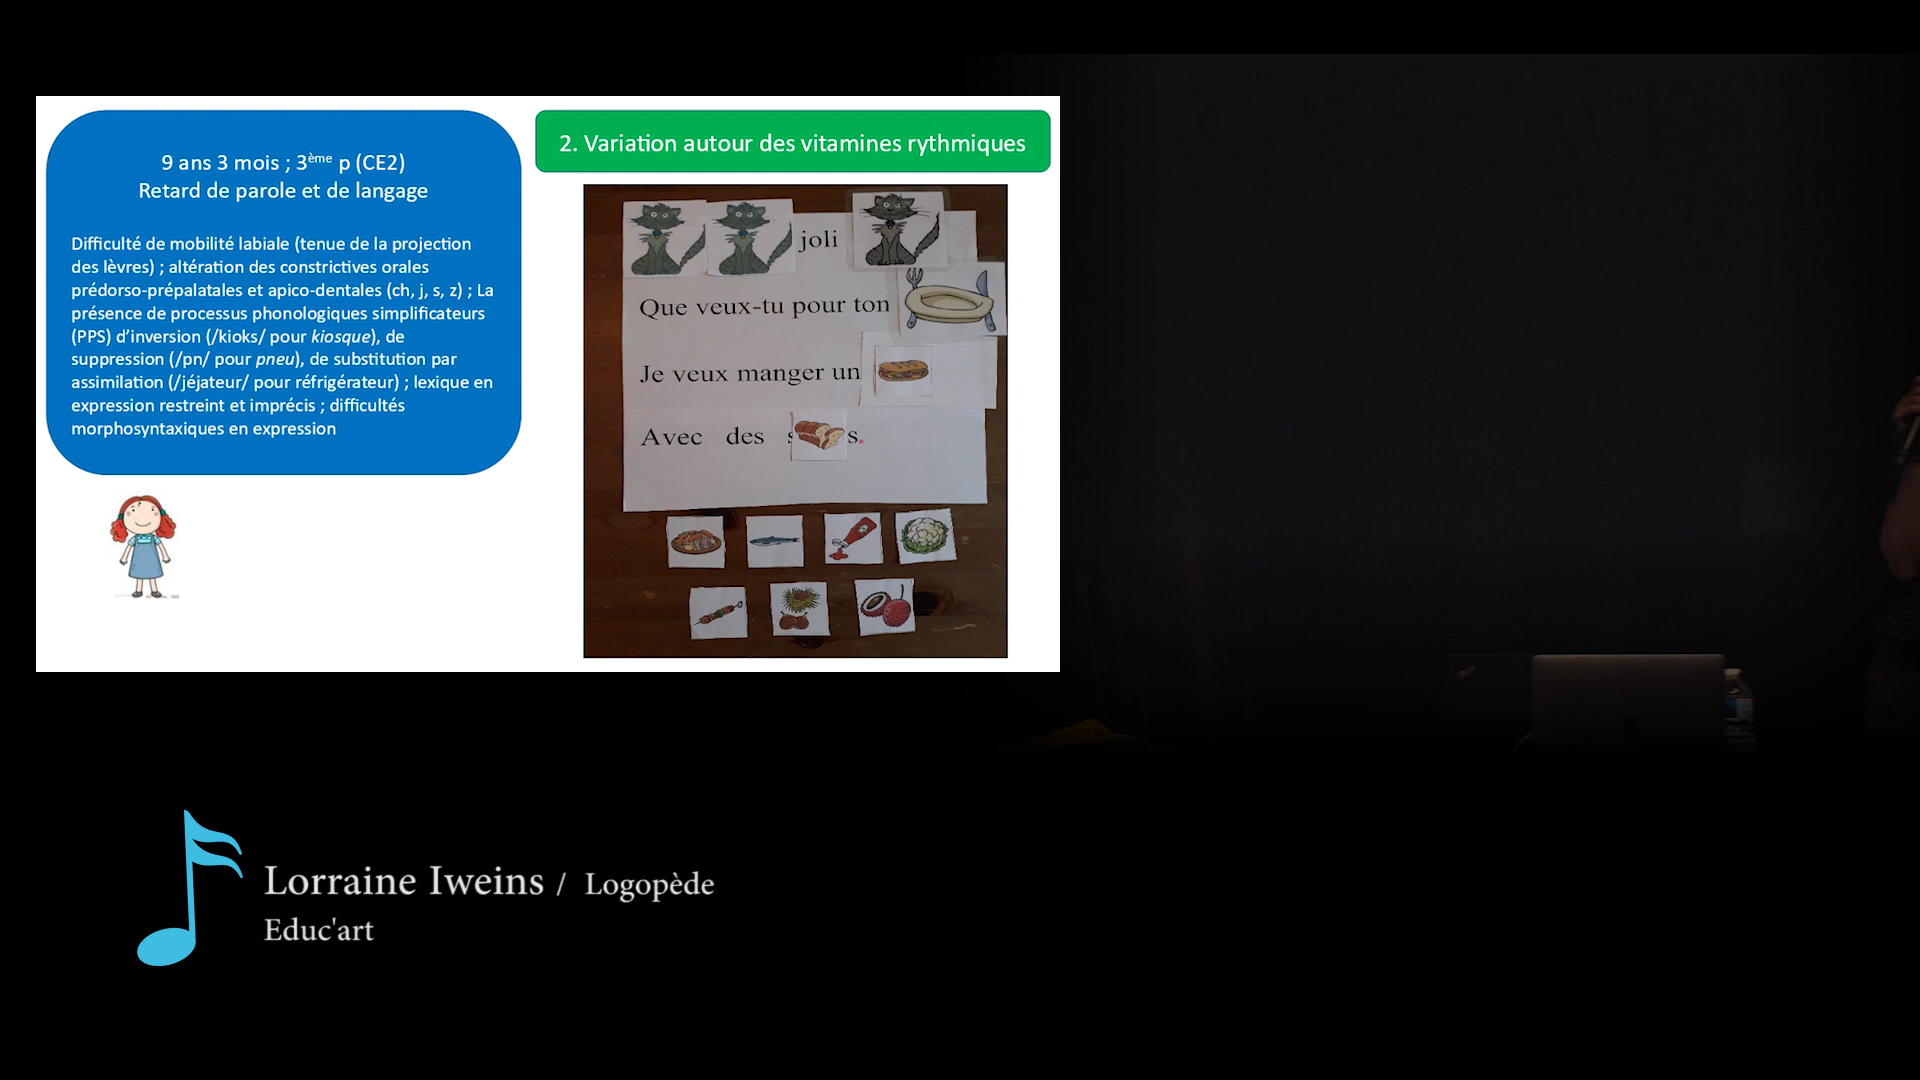 9 ans 3 mois ; 3ème p (CE2)
Retard de parole et de langage
Difficulté de mobilité labiale (tenue de la projection
des lèvres) ; altération des constrictives orales
prédorso-prépalatales et apico-dentales (ch, j, s, z) ; La
présence de processus phonologiques simplificateurs
(PPS) d'inversion (/kioks/ pour kiosque), de
suppression (/pn/ pour pneu), de substitution par
assimilation (/jéjateur/ pour réfrigérateur) ; lexique en
expression restreint et imprécis ; difficultés
morphosyntaxiques en expression
2. Variation autour des vitamines rythmiques
joli
Que veux-tu pour ton
Je veux manger un
Avec des s.
Lorraine Iweins / Logopède
Educ'art